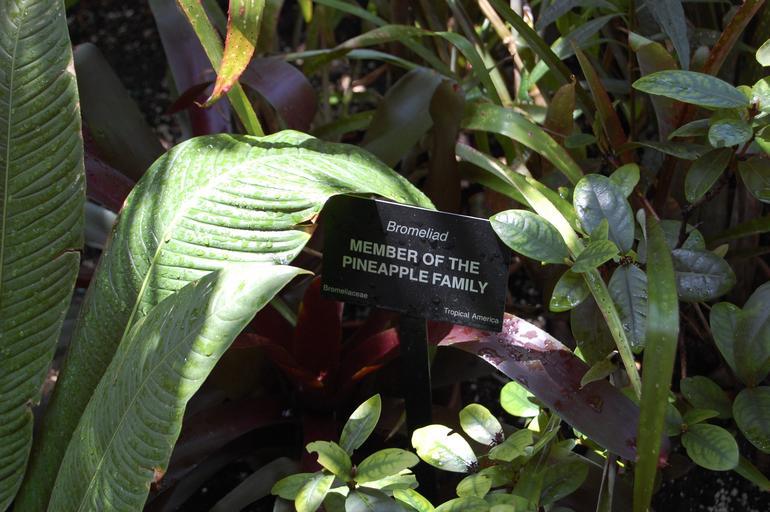 Bromeliad
MEMBER OF THE
PINEAPPLE FAMILY
Bromeliaceae
Tropical America